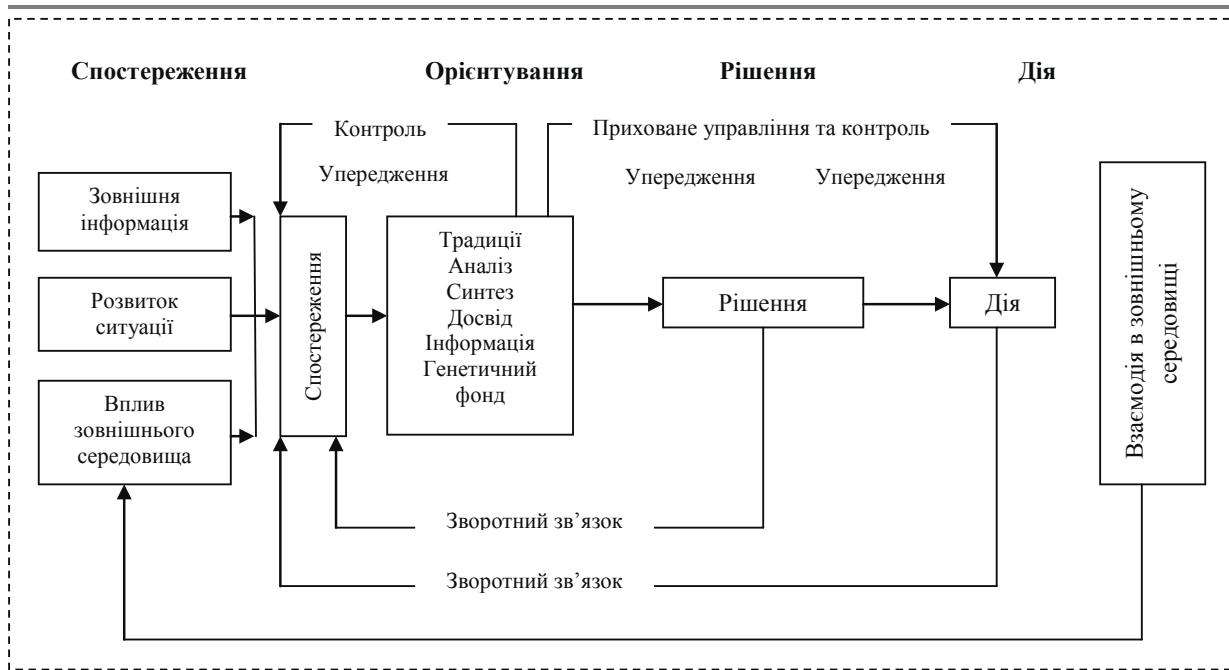 Спостереження
Орієнтування
Рішення
Дія
Контроль
Приховане управління та контроль
Упередження
Упередження
Упередження
Зовнішня
інформація
Розвиток
ситуації
Вплив
зовнішнього
середовища
Спостереження
Традиції
Аналіз
Синтез
Досвід
Інформація
Генетичний
фонд
Рішення
Дія
Взаємодія в зовнішньому
середовищі
Зворотний зв’язок
Зворотний зв’язок